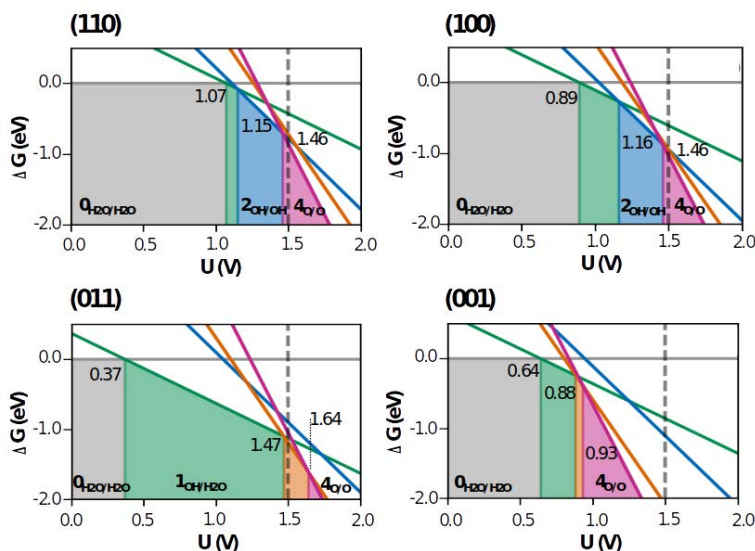 (110)
ΔG (eV)
0.0
-1.0
-2.0
1.07
1.15
1.46
0H2O/H2O
2OH/OH
4O/O
0.0
0.5
1.0
1.5
2.0
U (V)
(100)
ΔG (eV)
0.0
-1.0
-2.0
0.89
1.16
1.46
0H2O/H2O
2OH/OH
4O/O
0.0
0.5
1.0
1.5
2.0
U (V)
(011)
ΔG (eV)
0.0
-1.0
-2.0
0.37
1.64
1.47
0H2O/H2O
1OH/H2O
4O/O
0.0
0.5
1.0
1.5
2.0
U (V)
(001)
ΔG (eV)
0.0
-1.0
-2.0
0.64
0.88
0.93
0H2O/H2O
4O/O
0.0
0.5
1.0
1.5
2.0
U (V)